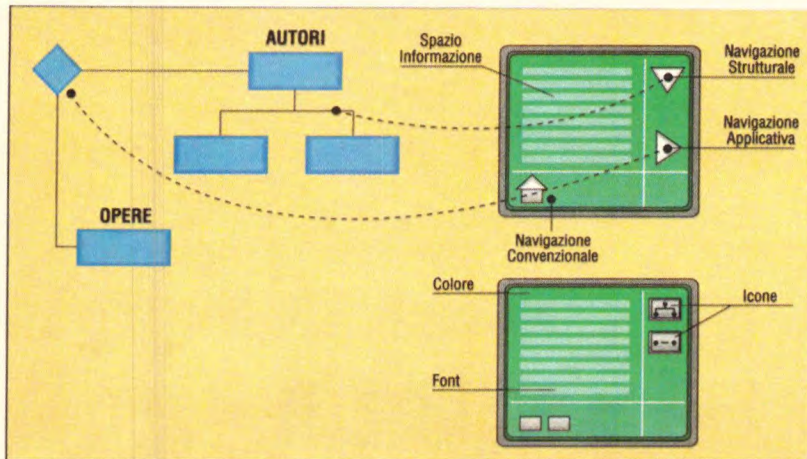 AUTORI
OPERE
Spazio
Informazione
Navigazione
Strutturale
Navigazione
Applicativa
Navigazione
Convenzionale
Colore
Icone
Font